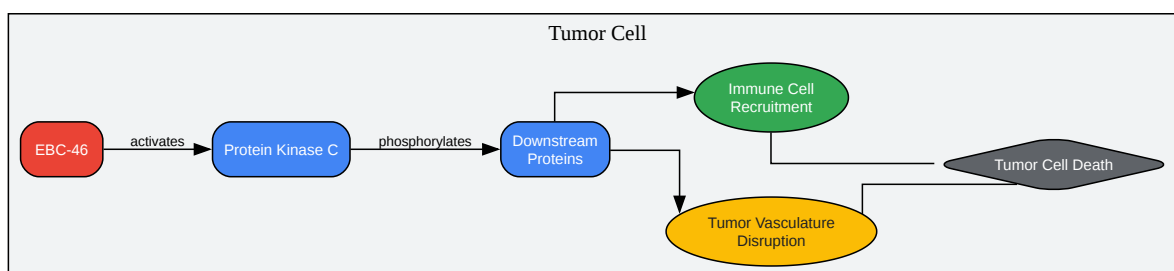 Tumor Cell
EBC-46
activates
Protein Kinase C
phosphorylates
Downstream
Proteins
Immune Cell
Recruitment
Tumor Vasculature
Disruption
Tumor Cell Death